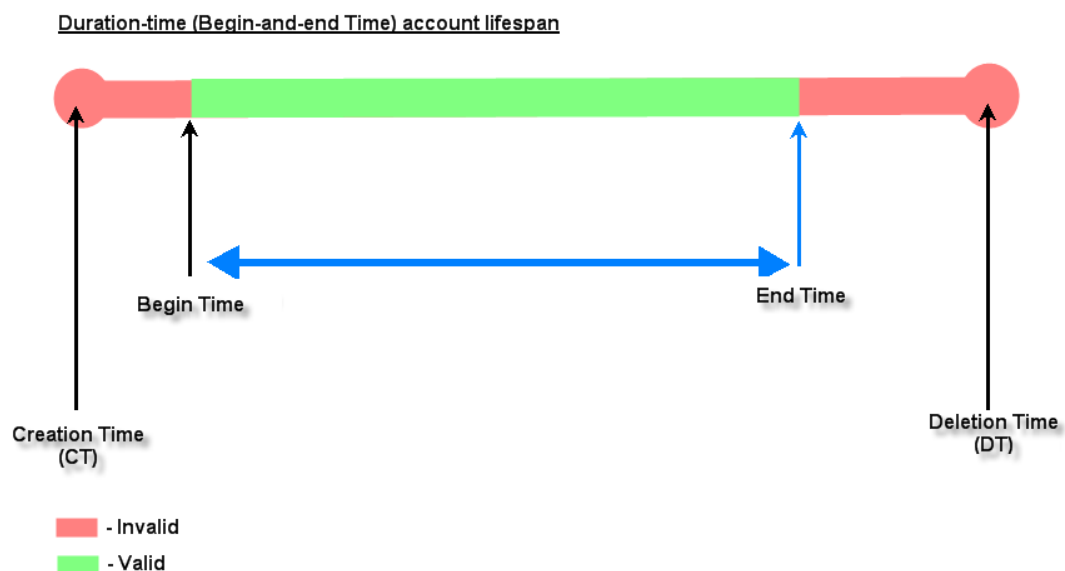 Duration-time (Begin-and-end Time) account lifespan
Begin Time
End Time
Creation Time
(CT)
Deletion Time
(DT)
- Invalid
- Valid